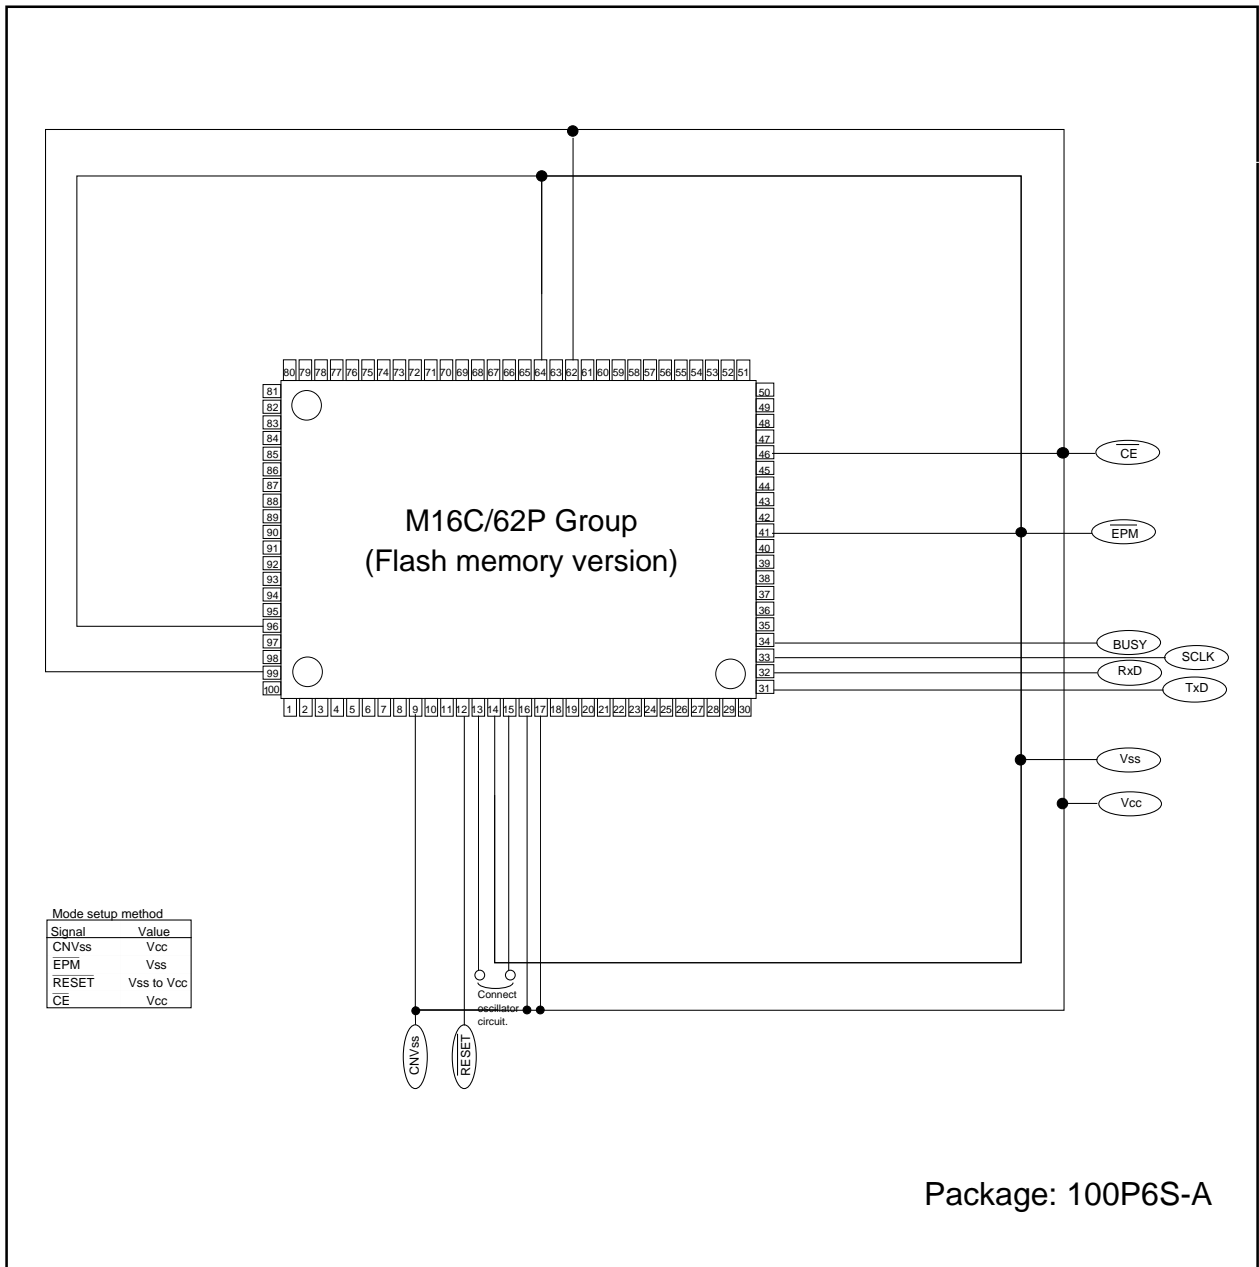 80 79 78 77 76 75 74 73 72 71 70 69 68 67 66 65 64 63 62 61 60 59 58 57 56 55 54 53 52 51
81
82
83
84
85
86
87
88
89
90
91
92
93
94
95
96
97
98
99
100
M16C/62P Group
(Flash memory version)
50
49
48
47
46
45
44
43
42
41
40
39
38
37
36
35
34
33
32
31
1 2 3 4 5 6 7 8 9 10 11 12 13 14 15 16 17 18 19 20 21 22 23 24 25 26 27 28 29 30
CE
EPM
BUSY
SCLK
RxD
TxD
Vss
Vcc
Mode setup method
Signal Value
CNVss Vcc
EPM Vss
RESET Vss to Vcc
CE Vcc
Connect
oscillator
circuit.
CNVss
RESET
Package: 100P6S-A